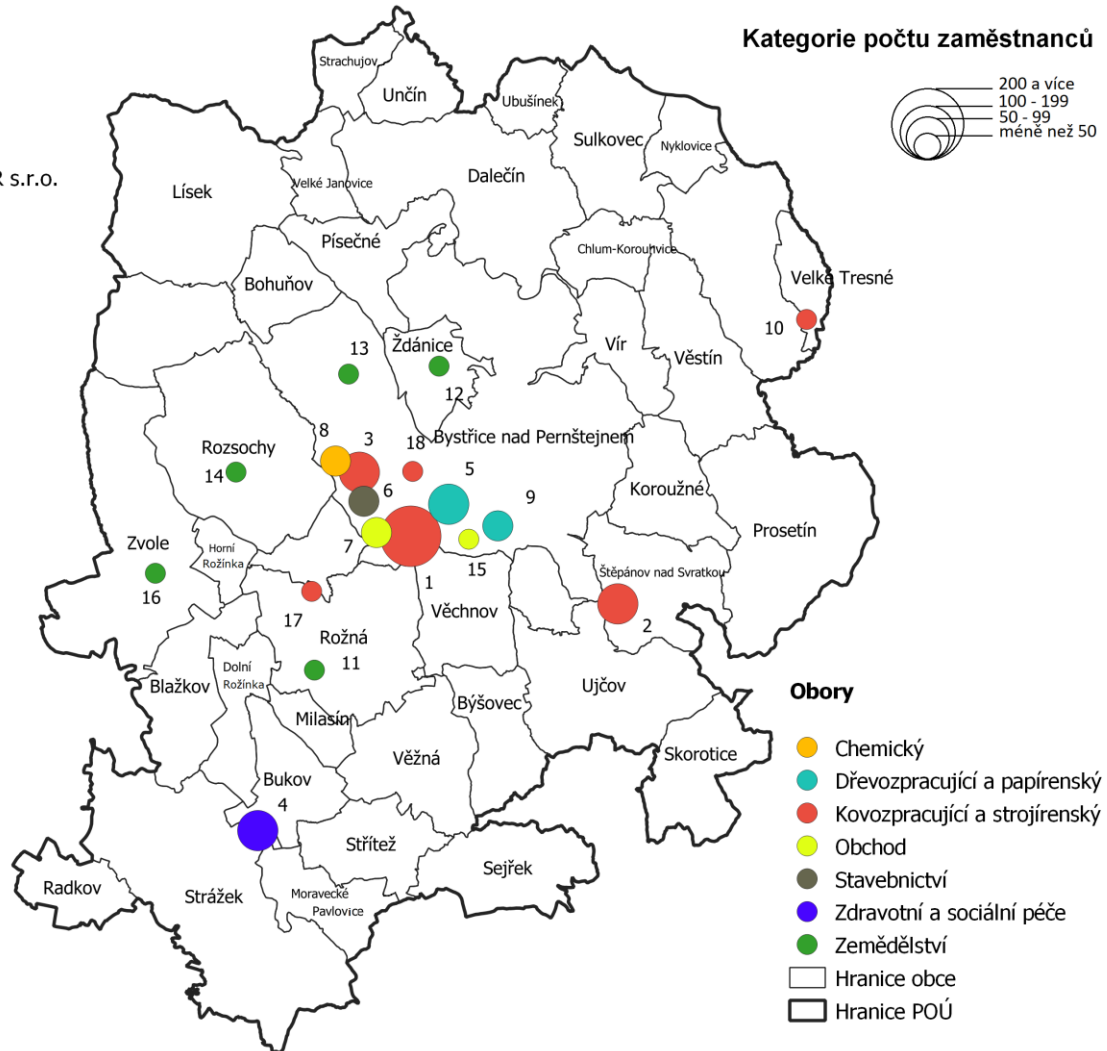 Kategorie počtu zaměstnanců
200 a více
100 - 199
50 - 99
méně než 50
R s.r.o.
Strachujov
Unčín
Ubušínek
Sulkovec
Nyklovice
Lísek
Velké Janovice
Dalečín
Písečné
Chlum-Korouhvice
Bohuňov
Velké Tresné
10
13
Ždánice
12
Vír
Věstín
8
3
18
Bystřice nad Pernštejnem
Rozsochy
14
6
5
9
Koroužné
Prosetín
Zvole
Horní
Rožínka
7
1
15
Štěpánov nad Svratkou
16
17
Věchnov
2
Rožná
11
Dolní
Rožínka
Blažkov
Ujčov
Milasín
Býšovec
Skorotice
Bukov
Věžná
4
Střítež
Sejřek
Radkov
Strážek
Moravecké
Pavlovice
Obory
Chemický
Dřevozpracující a papírenský
Kovozpracující a strojírenský
Obchod
Stavebnictví
Zdravotní a sociální péče
Zemědělství
Hranice obce
Hranice POÚ